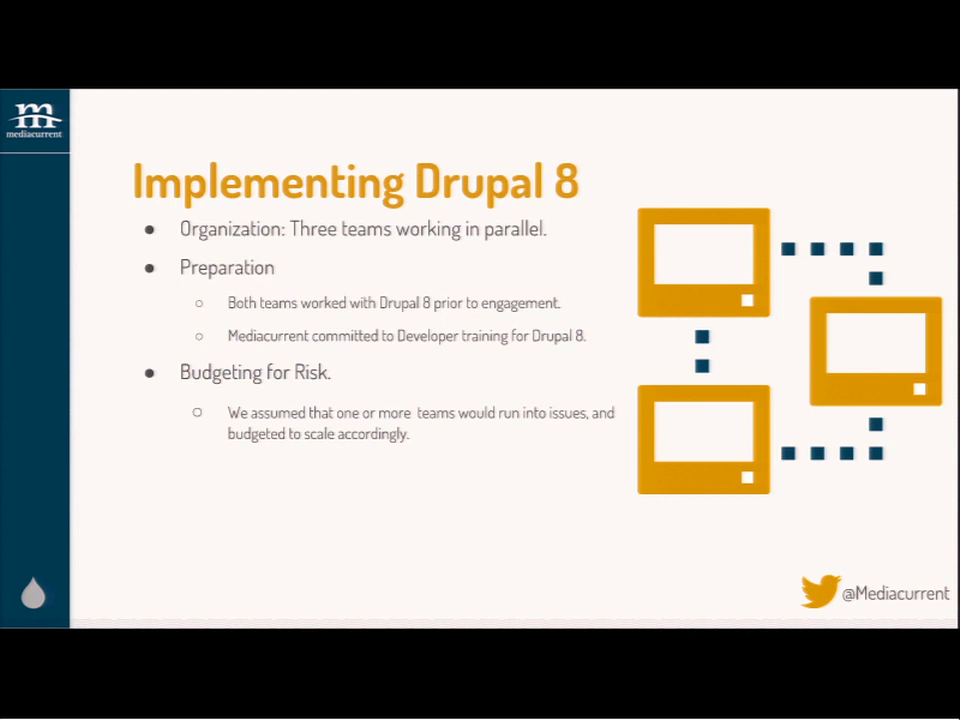 m
mediacurrent
Implementing Drupal 8
● Organization: Three teams working in parallel.
● Preparation
○ Both teams worked with Drupal 8 prior to engagement.
○ Mediacurrent committed to Developer training for Drupal 8.
● Budgeting for Risk.
○ We assumed that one or more teams would run into issues, and
budgeted to scale accordingly.
@Mediacurrent